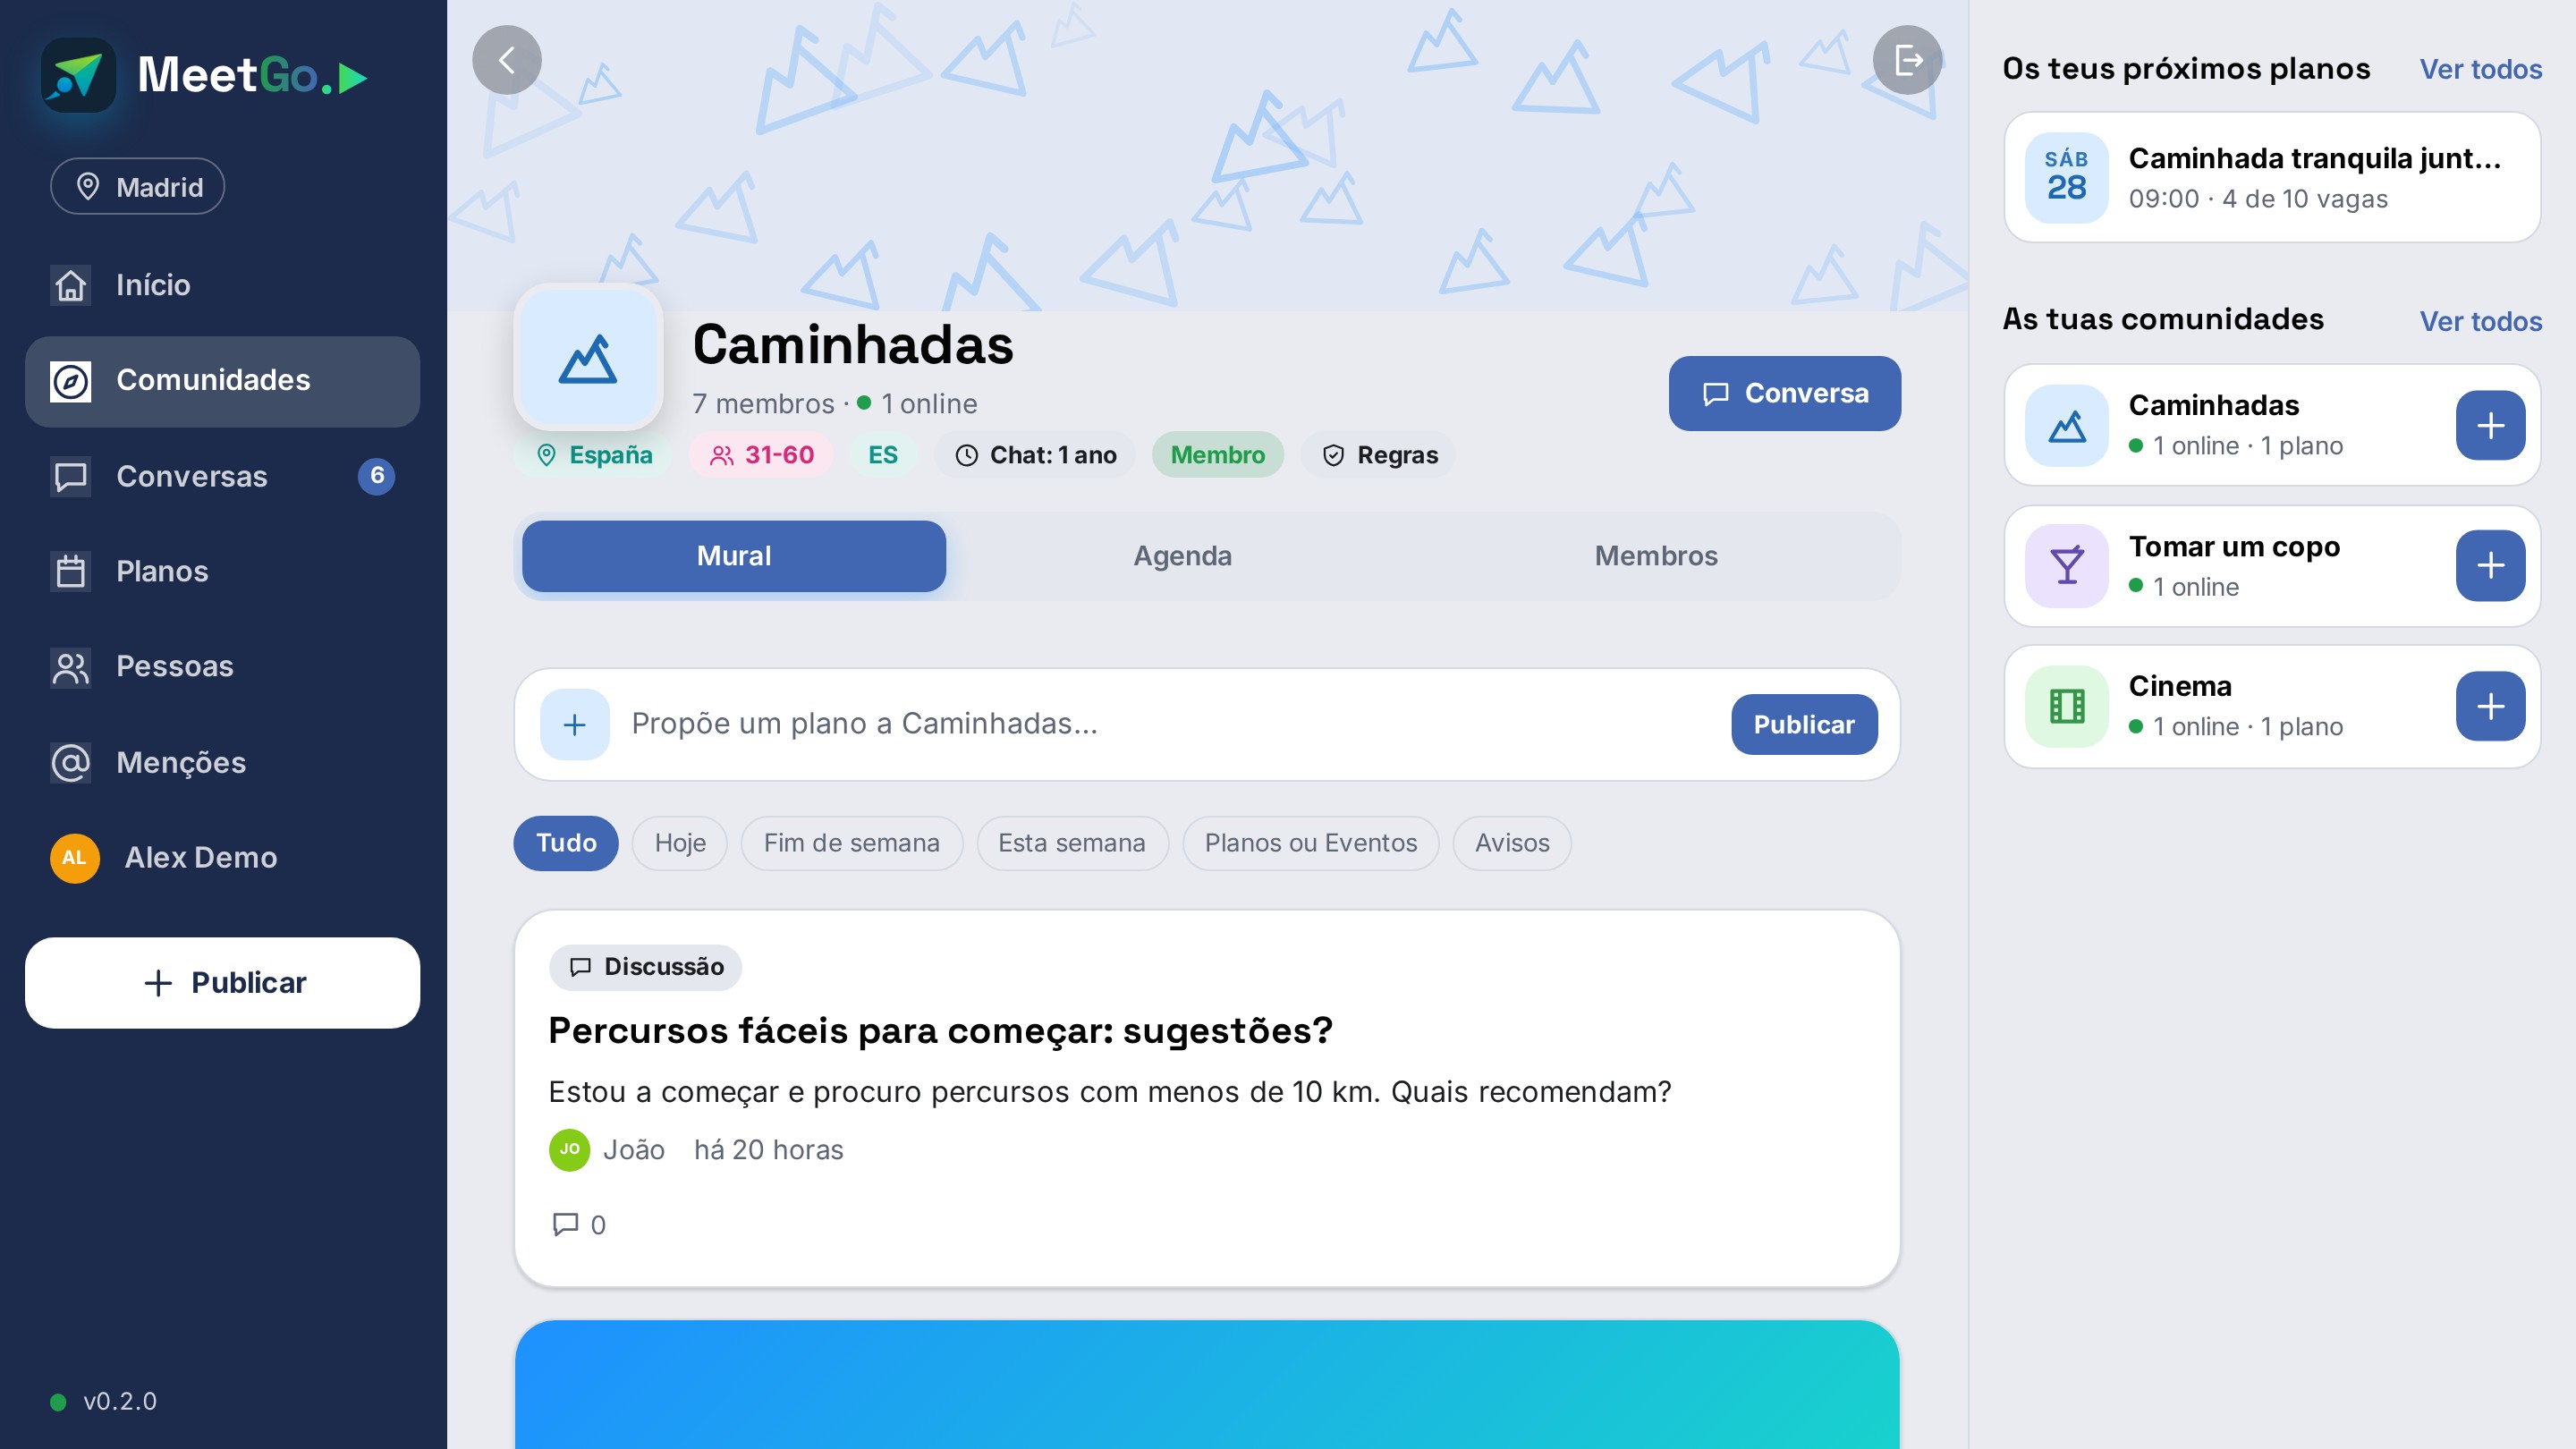 MeetGo.
Madrid
Início
Comunidades
Conversas
6
Planos
Pessoas
Menções
AL
Alex Demo
Publicar
v0.2.0
Caminhadas
7 membros · 1 online
Conversa
España
31-60
ES
Chat: 1 ano
Membro
Regras
Mural
Agenda
Membros
Propõe um plano a Caminhadas...
Publicar
Tudo
Hoje
Fim de semana
Esta semana
Planos ou Eventos
Avisos
Discussão
Percursos fáceis para começar: sugestões?
Estou a começar e procuro percursos com menos de 10 km. Quais recomendam?
JO
João há 20 horas
0
Os teus próximos planos
Ver todos
SÁB
28
Caminhada tranquila junt...
09:00 · 4 de 10 vagas
As tuas comunidades
Ver todos
Caminhadas
1 online · 1 plano
Tomar um copo
1 online
Cinema
1 online · 1 plano